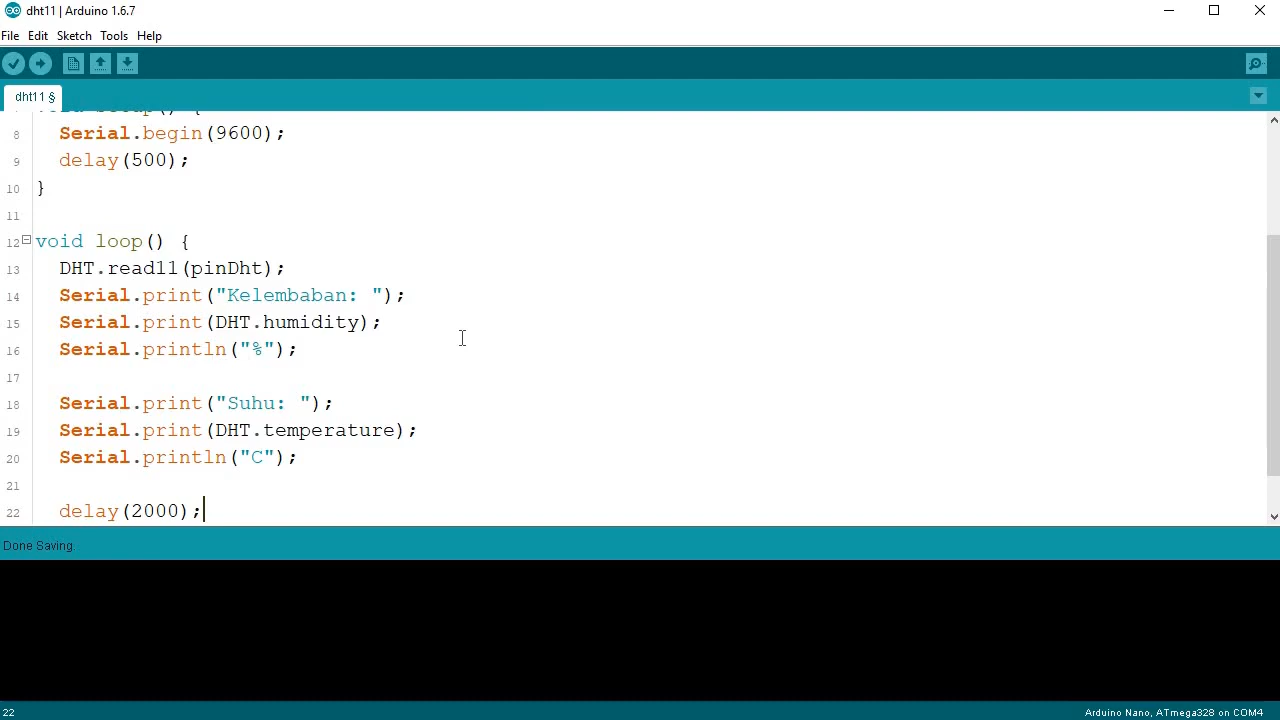 dht11 | Arduino 1.6.7
File Edit Sketch Tools Help
dht11 §
8 Serial.begin(9600);
9 delay(500);
10 }
11
12 void loop() {
13 DHT.read11(pinDht);
14 Serial.print("Kelembaban: ");
15 Serial.print(DHT.humidity);
16 Serial.println("%");
17
18 Serial.print("Suhu: ");
19 Serial.print(DHT.temperature);
20 Serial.println("C");
21
22 delay(2000);
Done Saving.
22 Arduino Nano, ATmega328 on COM4